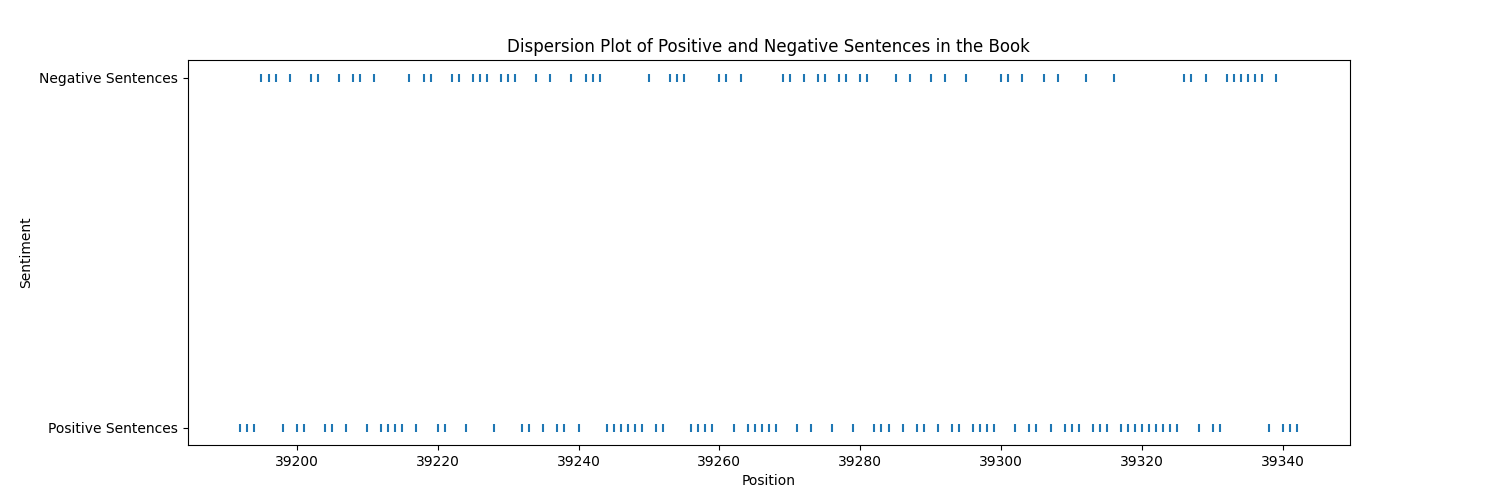 Dispersion Plot of Positive and Negative Sentences in the Book
Negative Sentences
Sentiment
Positive Sentences
39200 39220 39240 39260 39280 39300 39320 39340
Position